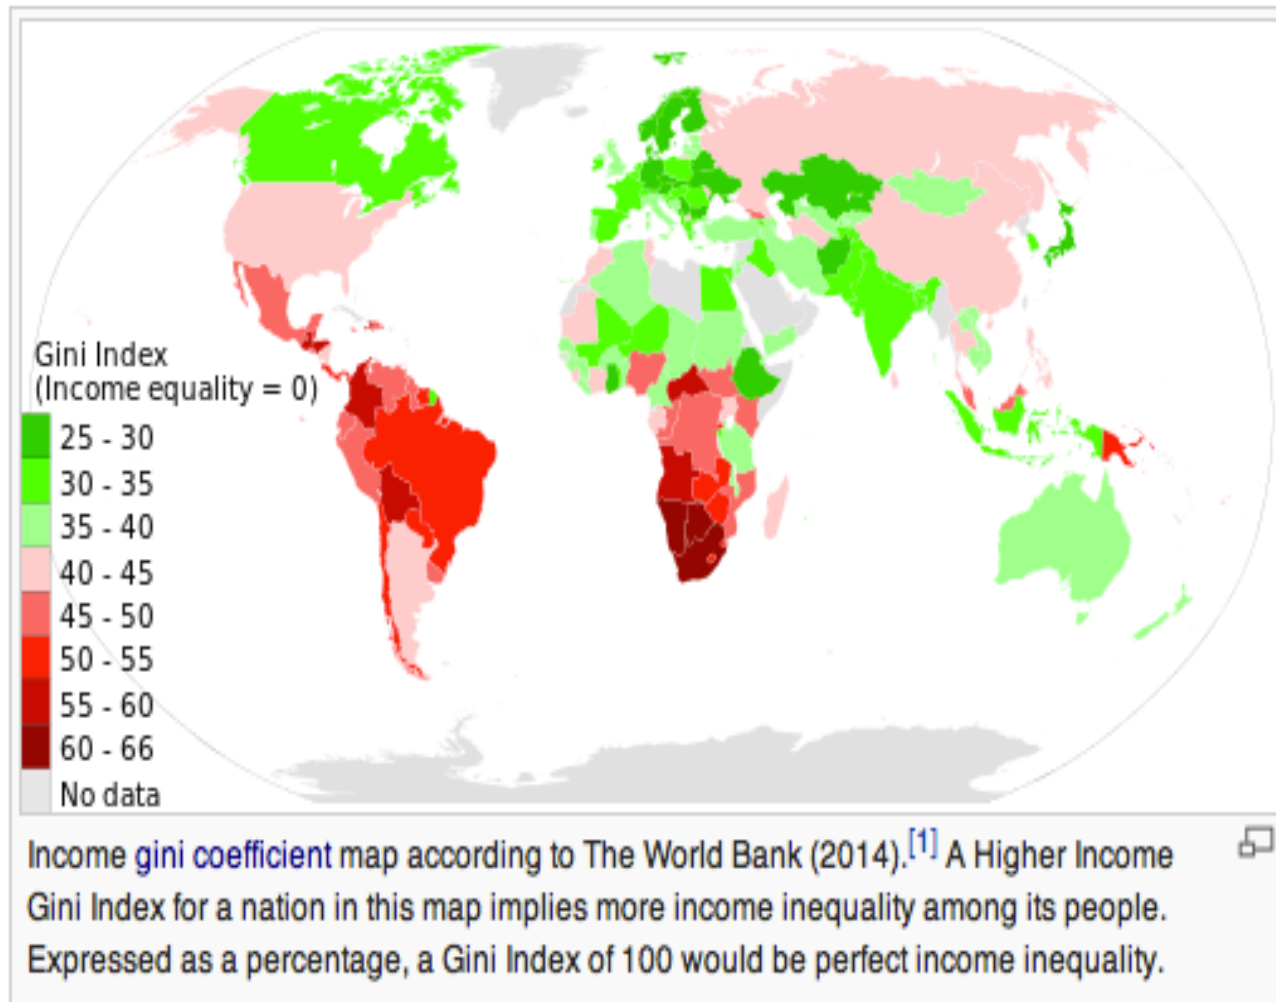 Gini Index
(Income equality = 0)
25 - 30
30 - 35
35 - 40
40 - 45
45 - 50
50 - 55
55 - 60
60 - 66
No data
Income gini coefficient map according to The World Bank (2014).[1] A Higher Income
Gini Index for a nation in this map implies more income inequality among its people.
Expressed as a percentage, a Gini Index of 100 would be perfect income inequality.